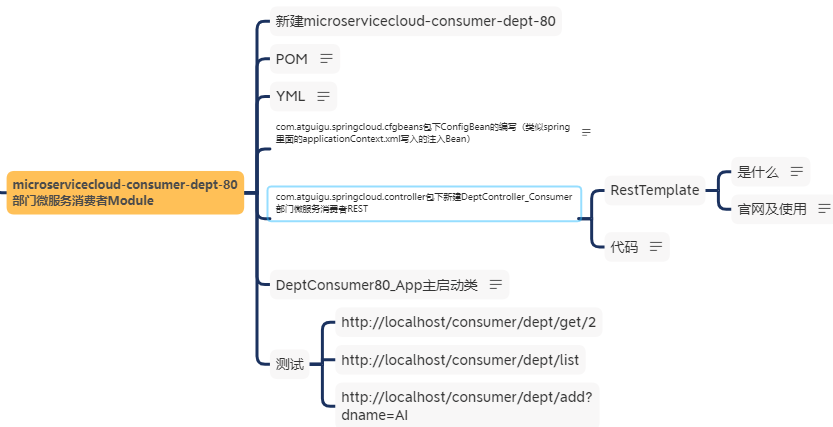 microservicecloud-consumer-dept-80
部门微服务消费者Module
新建microservicecloud-consumer-dept-80
POM
YML
com.atguigu.springcloud.cfgbeans包下ConfigBean的编写（类似spring
里面的applicationContext.xml写入的注入Bean）
com.atguigu.springcloud.controller包下新建DeptController_Consumer
部门微服务消费者REST
RestTemplate
是什么
官网及使用
代码
DeptConsumer80_App主启动类
测试
http://localhost/consumer/dept/get/2
http://localhost/consumer/dept/list
http://localhost/consumer/dept/add?
dname=AI